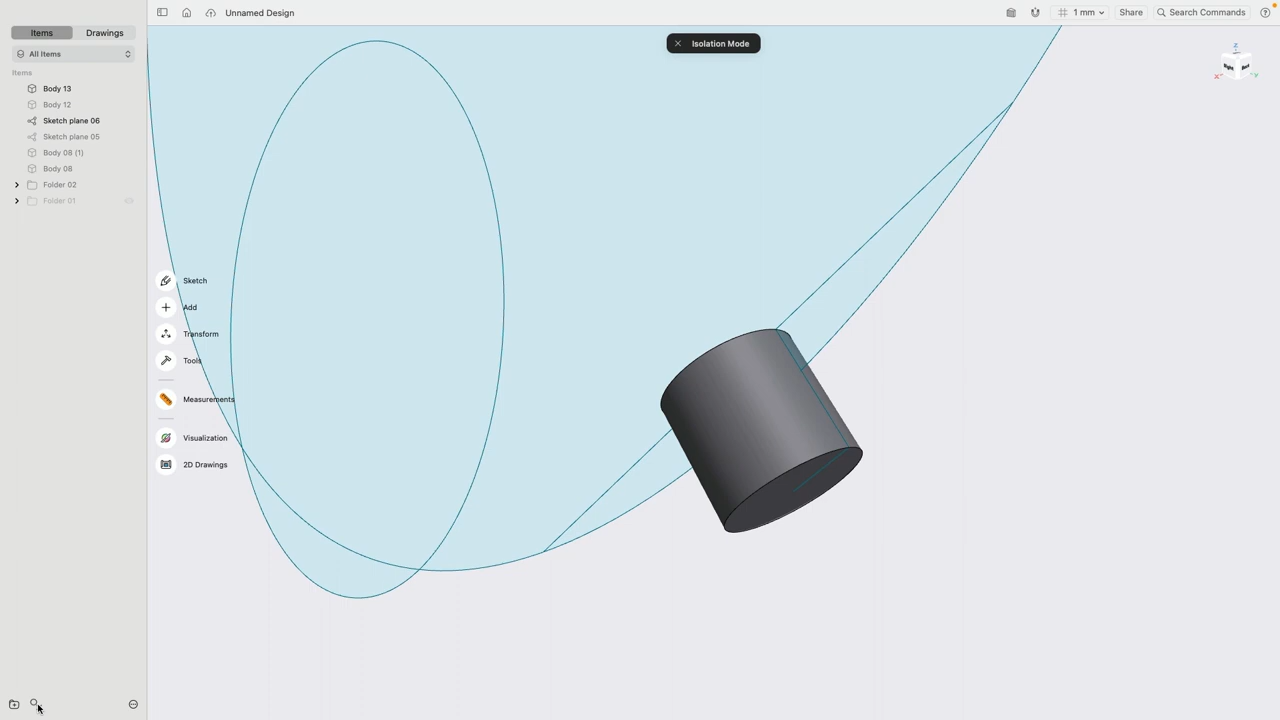 Unnamed Design
1 mm
Share
Search Commands
Items
Drawings
Isolation Mode
All Items
Items
Body 13
Body 12
Sketch plane 06
Sketch plane 05
Body 08 (1)
Body 08
Folder 02
Folder 01
Sketch
Add
Transform
Tools
Measurements
Visualization
2D Drawings
Z
Right
Back
X
Y